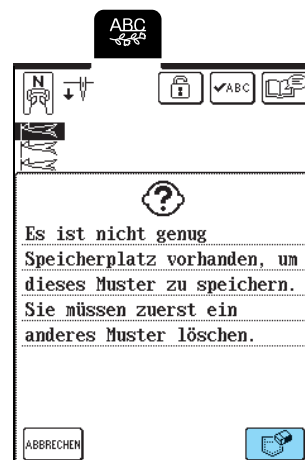 ABC
N
✔ABC
Es ist nicht genug
Speicherplatz vorhanden, um
dieses Muster zu speichern.
Sie müssen zuerst ein
anderes Muster löschen.
ABBRECHEN